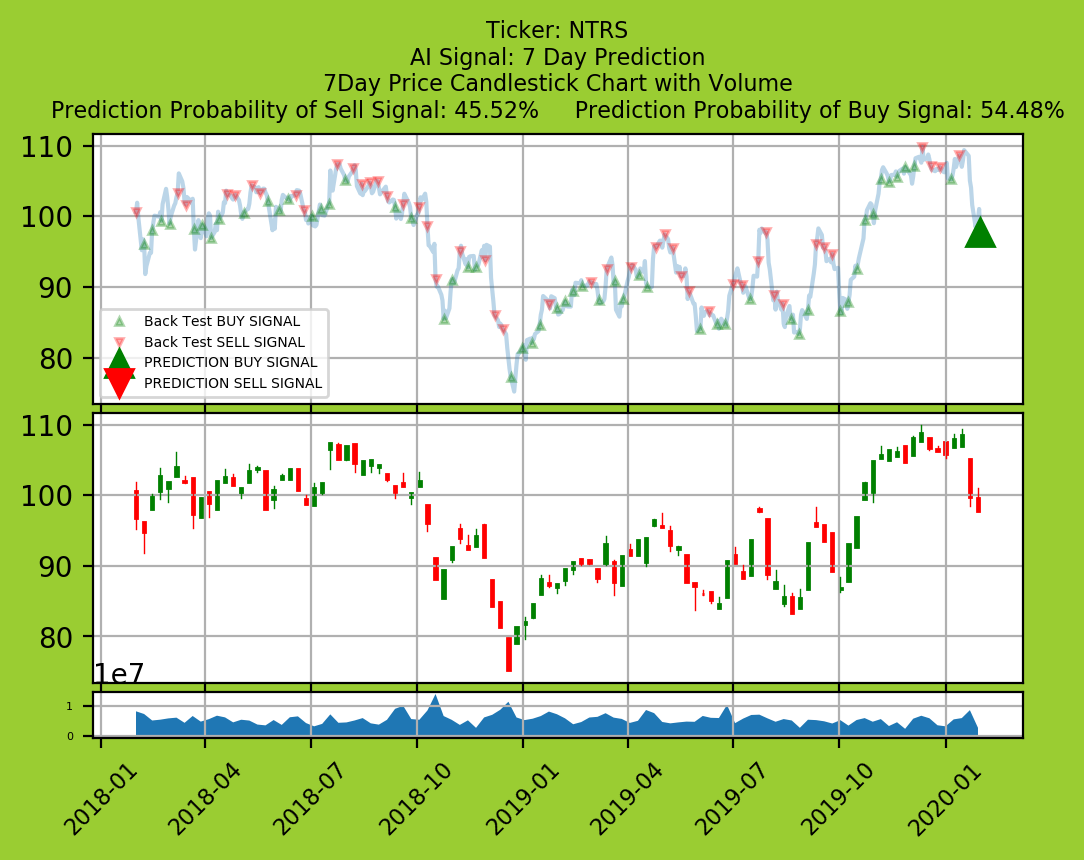 Ticker: NTRS
AI Signal: 7 Day Prediction
7Day Price Candlestick Chart with Volume
Prediction Probability of Sell Signal: 45.52%     Prediction Probability of Buy Signal: 54.48%
110
100
90
80
Back Test BUY SIGNAL
Back Test SELL SIGNAL
PREDICTION BUY SIGNAL
PREDICTION SELL SIGNAL
110
100
90
80
1e7
1
0
2018-01 2018-04 2018-07 2018-10 2019-01 2019-04 2019-07 2019-10 2020-01